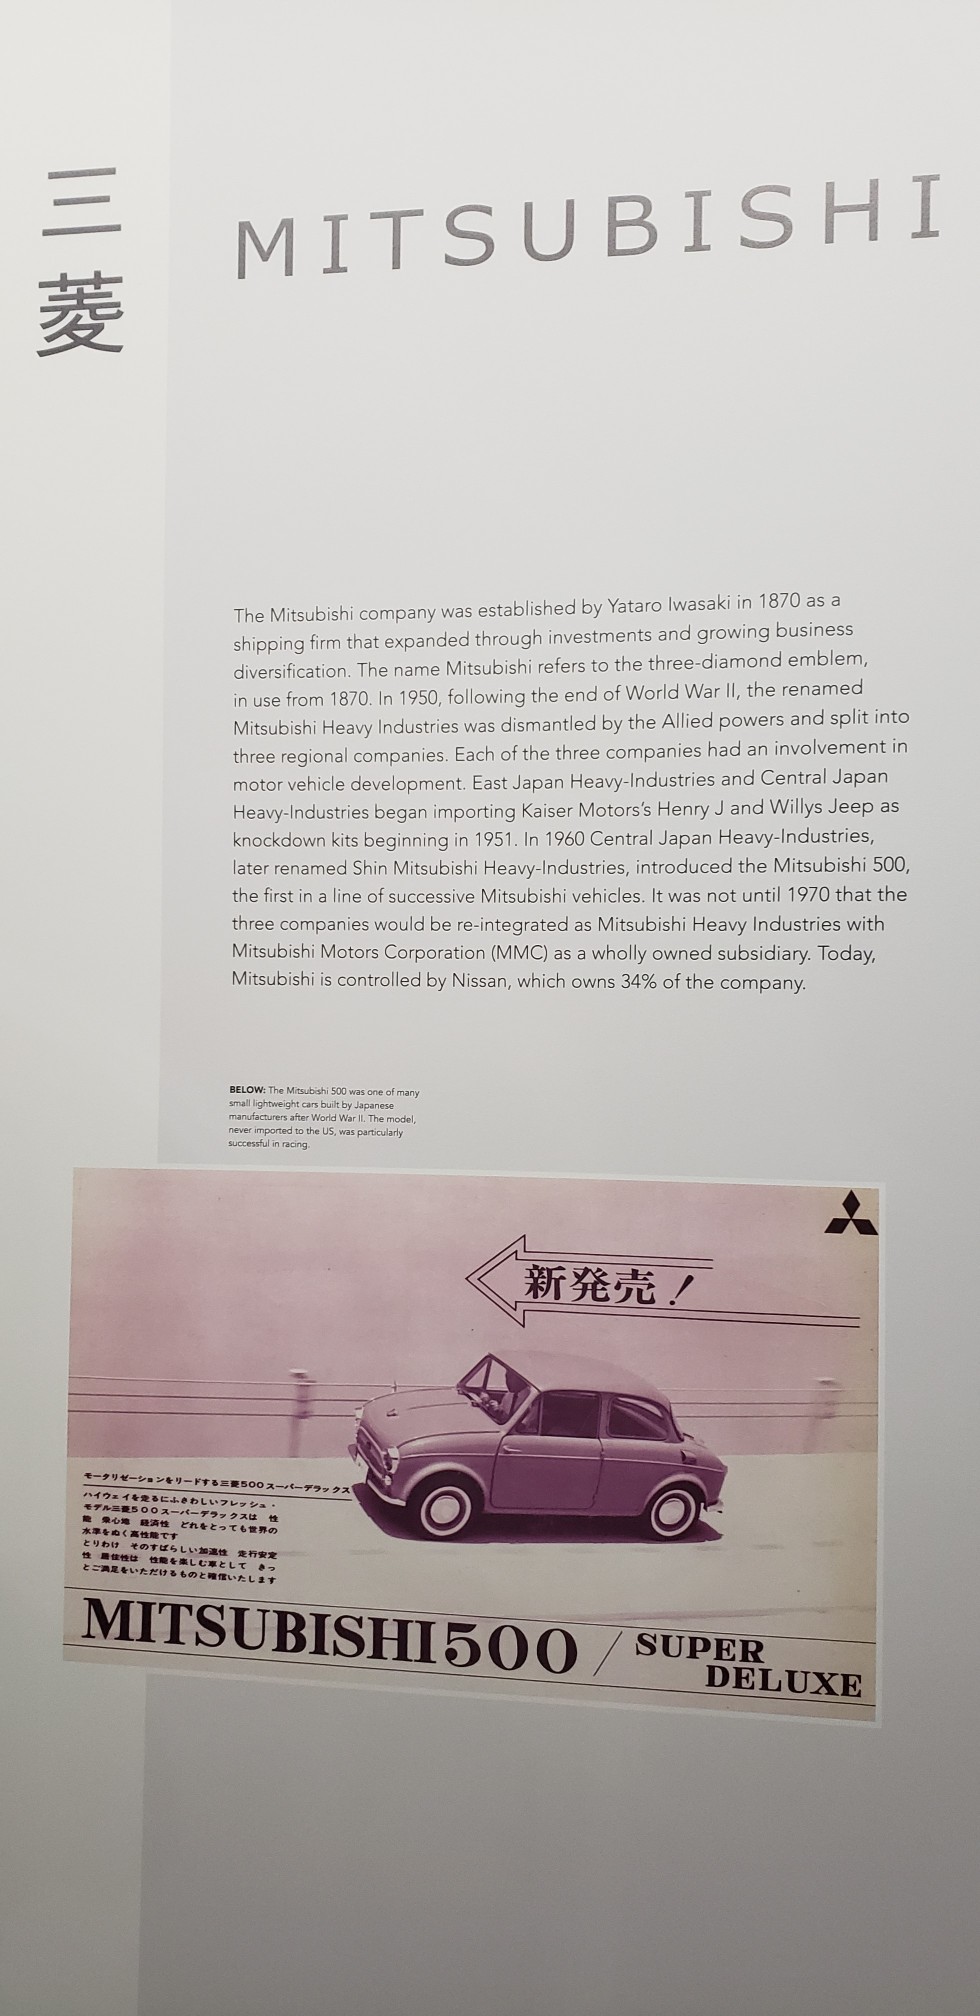 三菱
MITSUBISHI
The Mitsubishi company was established by Yataro Iwasaki in 1870 as a
shipping firm that expanded through investments and growing business
diversification. The name Mitsubishi refers to the three-diamond emblem,
in use from 1870. In 1950, following the end of World War II, the renamed
Mitsubishi Heavy Industries was dismantled by the Allied powers and split into
three regional companies. Each of the three companies had an involvement in
motor vehicle development. East Japan Heavy-Industries and Central Japan
Heavy-Industries began importing Kaiser Motors's Henry J and Willys Jeep as
knockdown kits beginning in 1951. In 1960 Central Japan Heavy-Industries,
later renamed Shin Mitsubishi Heavy-Industries, introduced the Mitsubishi 500,
the first in a line of successive Mitsubishi vehicles. It was not until 1970 that the
three companies would be re-integrated as Mitsubishi Heavy Industries with
Mitsubishi Motors Corporation (MMC) as a wholly owned subsidiary. Today,
Mitsubishi is controlled by Nissan, which owns 34% of the company.
BELOW: The Mitsubishi 500 was one of many
small lightweight cars built by Japanese
manufacturers after World War II. The model,
never imported to the US, was particularly
successful in racing.
新発売!
モータリゼーションをリードする三菱500スーパーデラックス
ハイウェイを走るにふさわしいフレッシュ・
モデル三菱500スーパーデラックスは 性
能 乗心地 経済性 どれをとっても世界の
水準をぬく高性能です
とりわけ そのすばらしい加速性 走行安定
性 居住性は 性能を楽しむ車として きっ
とご満足をいただけるものと確信いたします
MITSUBISHI500 / SUPER
DELUXE